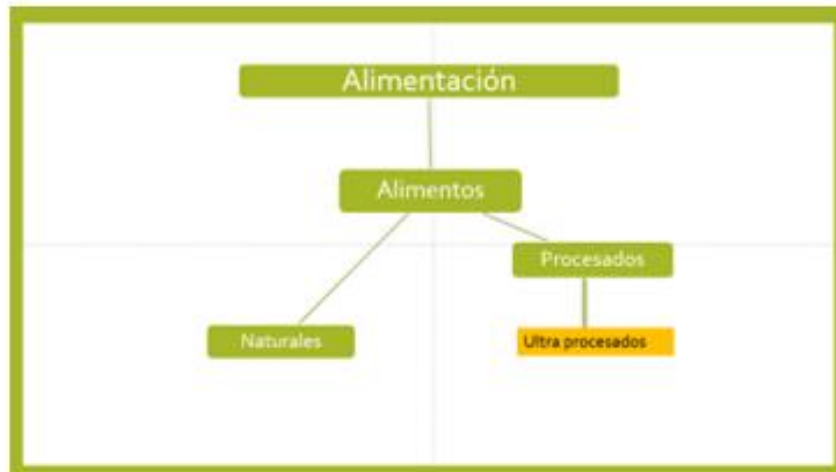 Alimentación
Alimentos
Procesados
Naturales
Ultra procesados